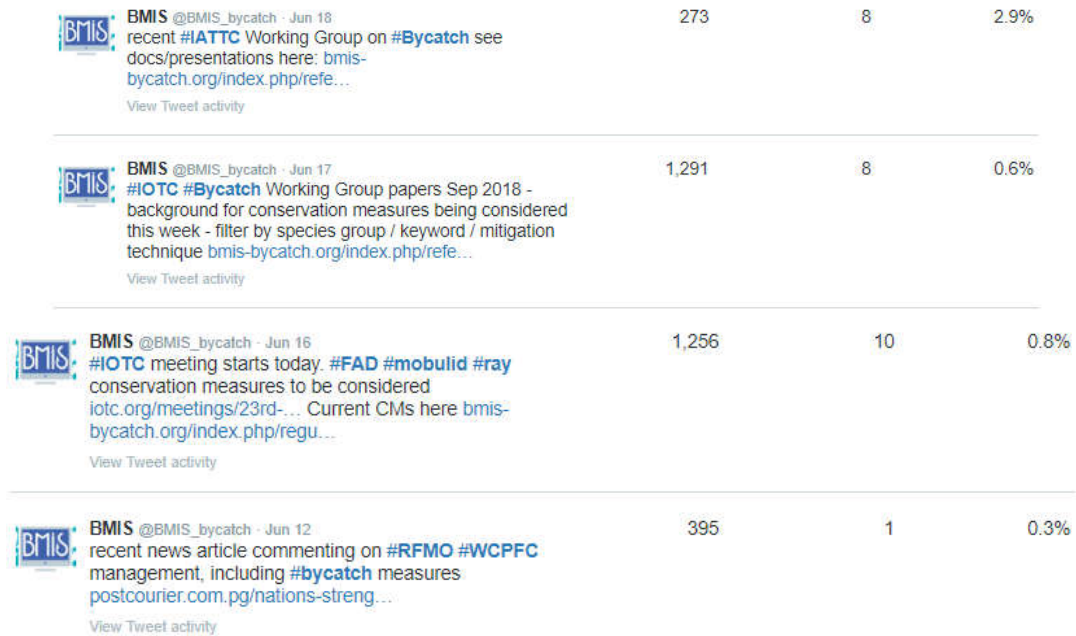 BMIS
BMIS @BMIS_bycatch · Jun 18 273 8 2.9%
recent #IATTC Working Group on #Bycatch see
docs/presentations here: bmis-
bycatch.org/index.php/refe…
View Tweet activity
BMIS
BMIS @BMIS_bycatch · Jun 17 1,291 8 0.6%
#IOTC #Bycatch Working Group papers Sep 2018 -
background for conservation measures being considered
this week - filter by species group / keyword / mitigation
technique bmis-bycatch.org/index.php/refe…
View Tweet activity
BMIS
BMIS @BMIS_bycatch · Jun 16 1,256 10 0.8%
#IOTC meeting starts today. #FAD #mobulid #ray
conservation measures to be considered
iotc.org/meetings/23rd-… Current CMs here bmis-
bycatch.org/index.php/regu…
View Tweet activity
BMIS
BMIS @BMIS_bycatch · Jun 12 395 1 0.3%
recent news article commenting on #RFMO #WCPFC
management, including #bycatch measures
postcourier.com.pg/nations-streng…
View Tweet activity